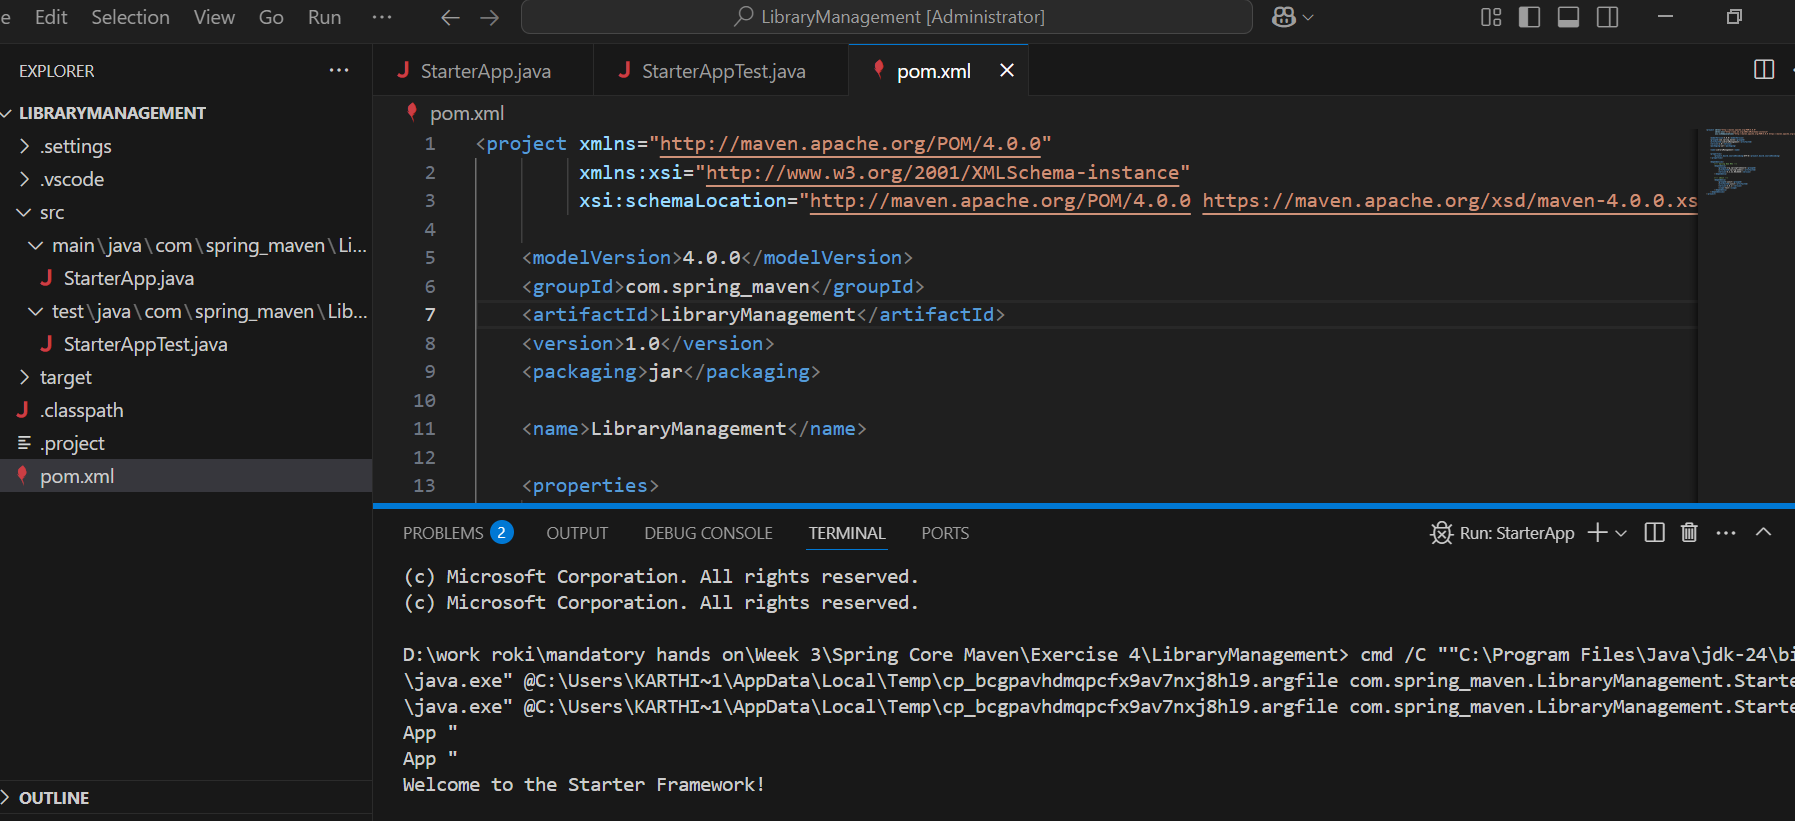 e Edit Selection View Go Run ··· LibraryManagement [Administrator]
EXPLORER ···
LIBRARYMANAGEMENT
.settings
.vscode
src
main\java\com\spring_maven\Li...
StarterApp.java
test\java\com\spring_maven\Lib...
StarterAppTest.java
target
.classpath
.project
pom.xml
OUTLINE
StarterApp.java StarterAppTest.java pom.xml
pom.xml
1 <project xmlns="http://maven.apache.org/POM/4.0.0"
2 xmlns:xsi="http://www.w3.org/2001/XMLSchema-instance"
3 xsi:schemaLocation="http://maven.apache.org/POM/4.0.0 https://maven.apache.org/xsd/maven-4.0.0.xs
4
5 <modelVersion>4.0.0</modelVersion>
6 <groupId>com.spring_maven</groupId>
7 <artifactId>LibraryManagement</artifactId>
8 <version>1.0</version>
9 <packaging>jar</packaging>
10
11 <name>LibraryManagement</name>
12
13 <properties>
PROBLEMS 2 OUTPUT DEBUG CONSOLE TERMINAL PORTS Run: StarterApp ···
(c) Microsoft Corporation. All rights reserved.
(c) Microsoft Corporation. All rights reserved.
D:\work roki\mandatory hands on\Week 3\Spring Core Maven\Exercise 4\LibraryManagement> cmd /C ""C:\Program Files\Java\jdk-24\bi
\java.exe" @C:\Users\KARTHI~1\AppData\Local\Temp\cp_bcgpavhdmqpcfx9av7nxj8hl9.argfile com.spring_maven.LibraryManagement.Starte
\java.exe" @C:\Users\KARTHI~1\AppData\Local\Temp\cp_bcgpavhdmqpcfx9av7nxj8hl9.argfile com.spring_maven.LibraryManagement.Starte
App "
App "
Welcome to the Starter Framework!